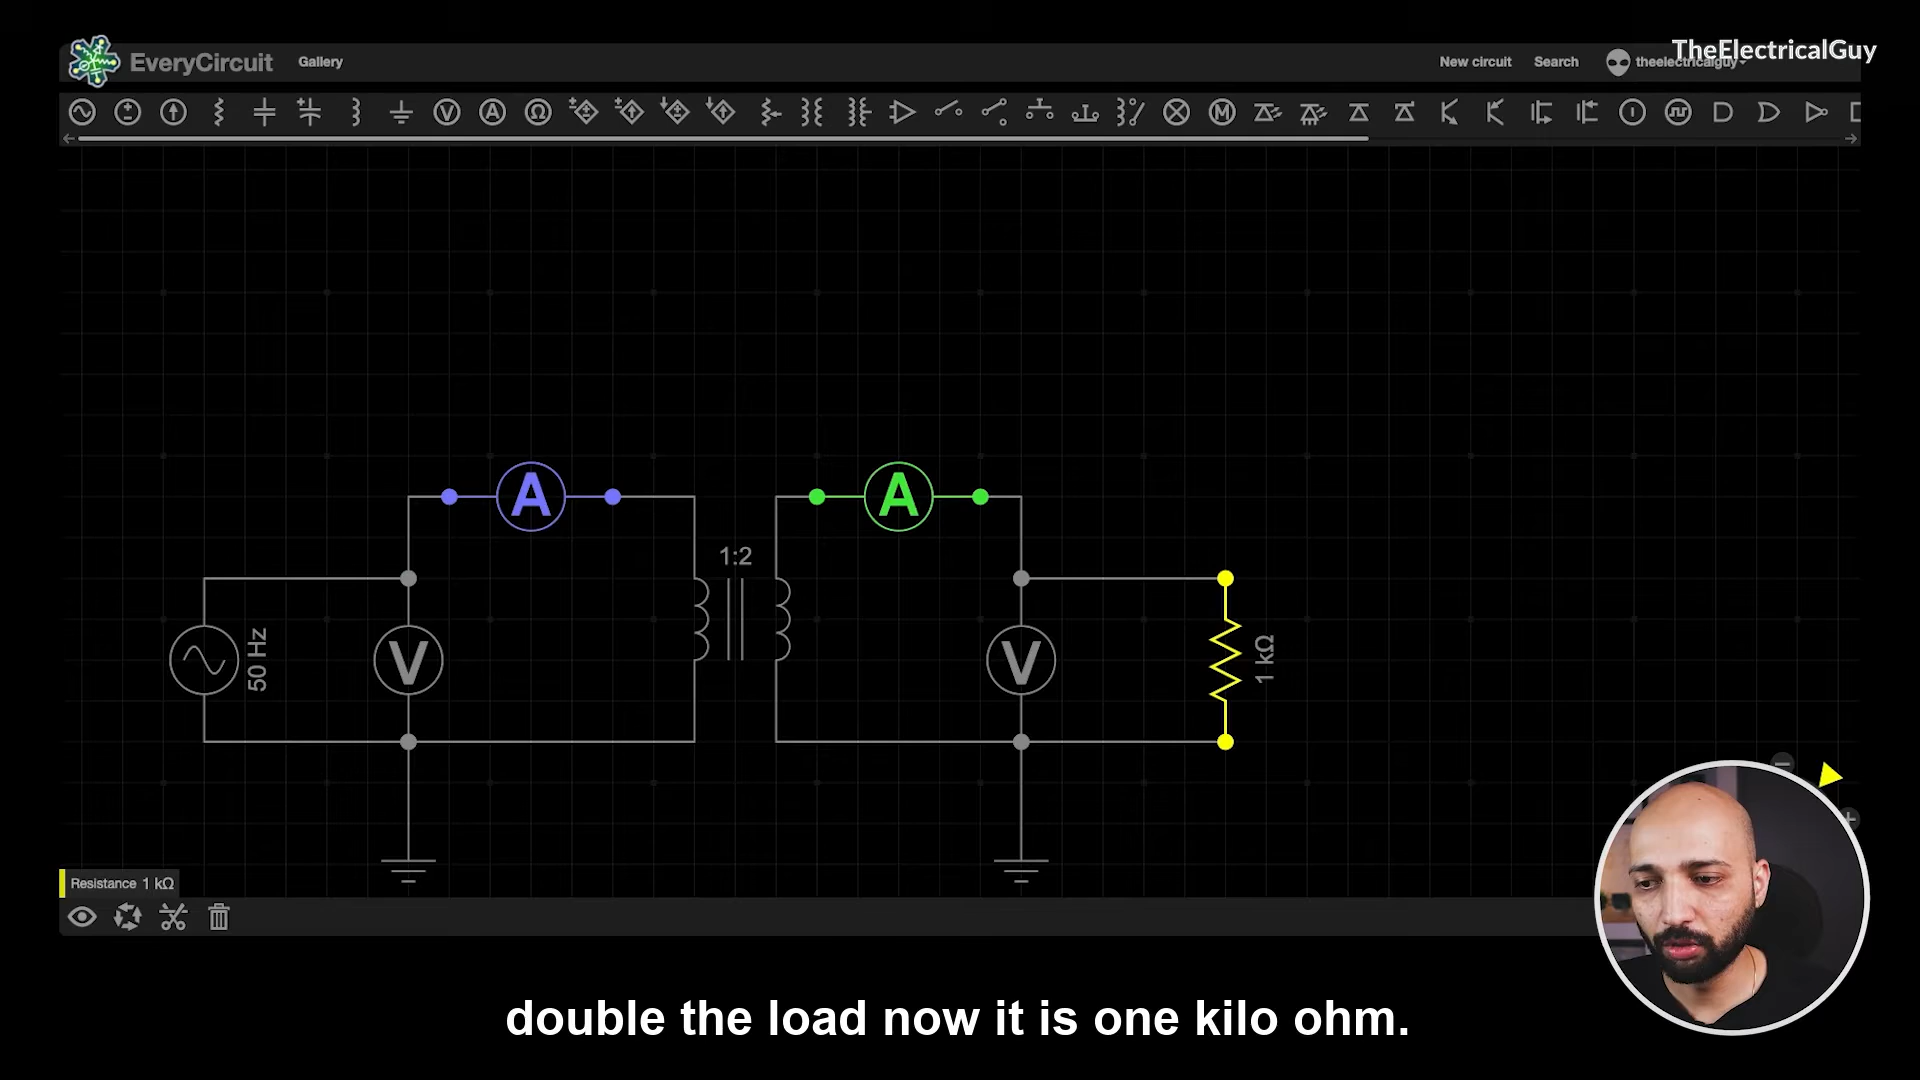 TheElectricalGuy
EveryCircuit
Gallery
New circuit
Search
theelectricalguy
A
A
1:2
50 Hz
V
V
1 kΩ
Resistance 1 kΩ
double the load now it is one kilo ohm.